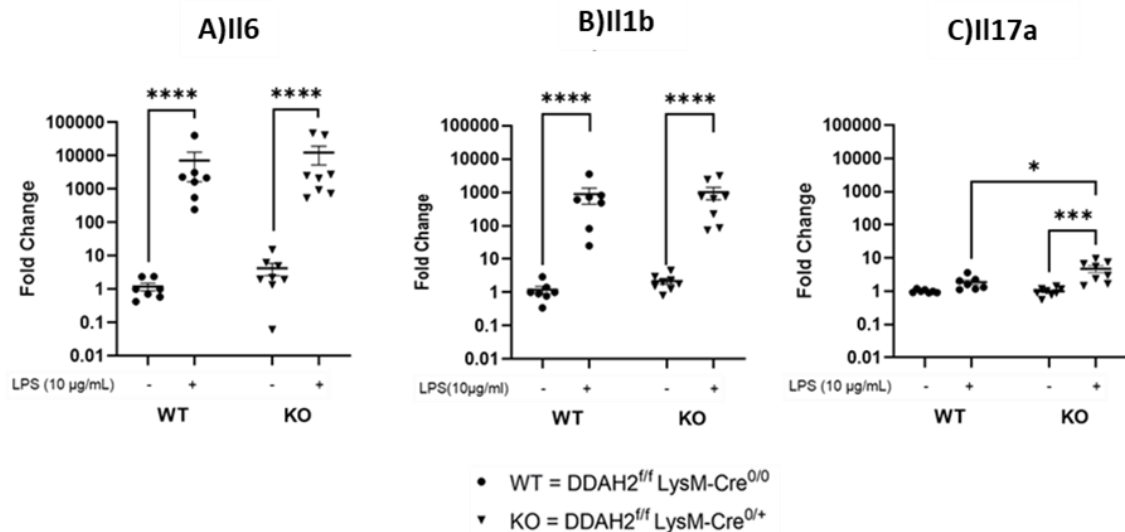 A)Il6
B)Il1b
C)Il17a
****
****
Fold Change
100000
10000
1000
100
10
1
0.1
0.01
LPS (10 µg/mL)
-
+
-
+
WT
KO
****
****
Fold Change
100000
10000
1000
100
10
1
0.1
0.01
LPS(10µg/ml)
-
+
-
+
WT
KO
*
***
Fold Change
100000
10000
1000
100
10
1
0.1
0.01
LPS (10 µg/mL)
-
+
-
+
WT
KO
WT = DDAH2f/f LysM-Cre0/0
KO = DDAH2f/f LysM-Cre0/+